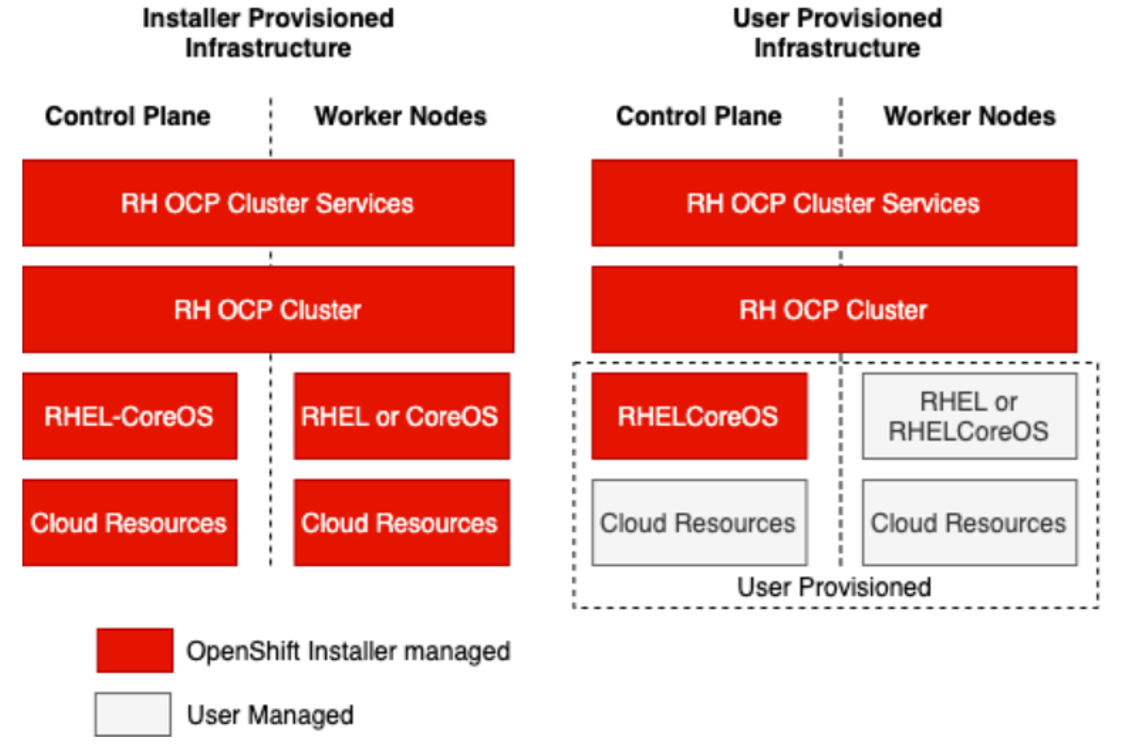 Installer Provisioned
Infrastructure
User Provisioned
Infrastructure
Control Plane
Worker Nodes
Control Plane
Worker Nodes
RH OCP Cluster Services
RH OCP Cluster Services
RH OCP Cluster
RH OCP Cluster
RHEL-CoreOS
RHEL or CoreOS
RHELCoreOS
RHEL or
RHELCoreOS
Cloud Resources
Cloud Resources
Cloud Resources
Cloud Resources
User Provisioned
OpenShift Installer managed
User Managed